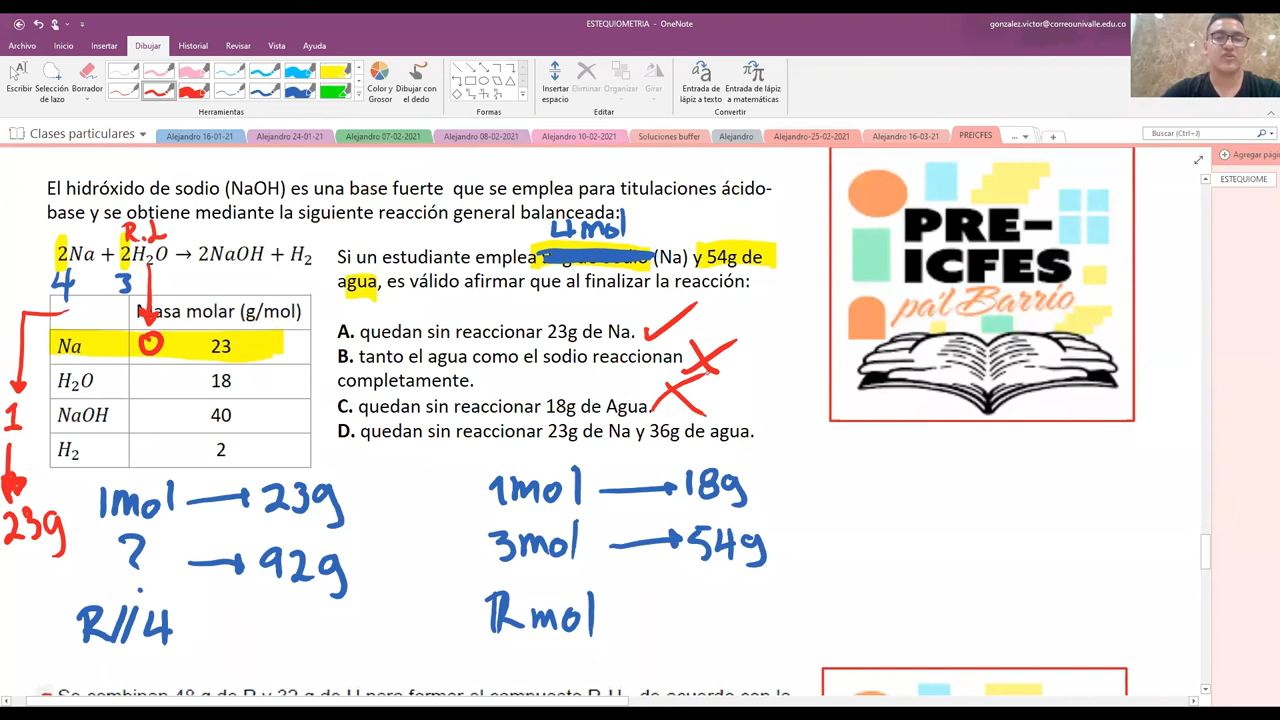 ESTEQUIOMETRIA - OneNote
gonzalez.victor@correounivalle.edu.co
Archivo Inicio Insertar Dibujar Historial Revisar Vista Ayuda
Escribir Selección de lazo Borrador Color y Grosor Dibujar con el dedo Insertar espacio Eliminar Organizar Girar Entrada de lápiz a texto Entrada de lápiz a matemáticas
Herramientas Formas Editar Convertir
Clases particulares Alejandro 16-01-21 Alejandro 24-01-21 Alejandro 07-02-2021 Alejandro 08-02-2021 Alejandro 10-02-2021 Soluciones buffer Alejandro Alejandro-25-02-2021 Alejandro 16-03-21 PREICFES ... Buscar (Ctrl+J)
Agregar pági
ESTEQUIOME
El hidróxido de sodio (NaOH) es una base fuerte que se emplea para titulaciones ácido-
base y se obtiene mediante la siguiente reacción general balanceada:
R.L
2Na + 2H₂O → 2NaOH + H₂
4 3
Masa molar (g/mol)
Na 0 23
H₂O 18
NaOH 40
H₂ 2
1
23g
4mol
Si un estudiante emplea (Na) y 54g de
agua, es válido afirmar que al finalizar la reacción:
A. quedan sin reaccionar 23g de Na.
B. tanto el agua como el sodio reaccionan
completamente.
C. quedan sin reaccionar 18g de Agua.
D. quedan sin reaccionar 23g de Na y 36g de agua.
1mol → 23g
? → 92g
R// 4
1mol → 18g
3mol → 54g
Rmol
PRE-
ICFES
pa'l Barrio